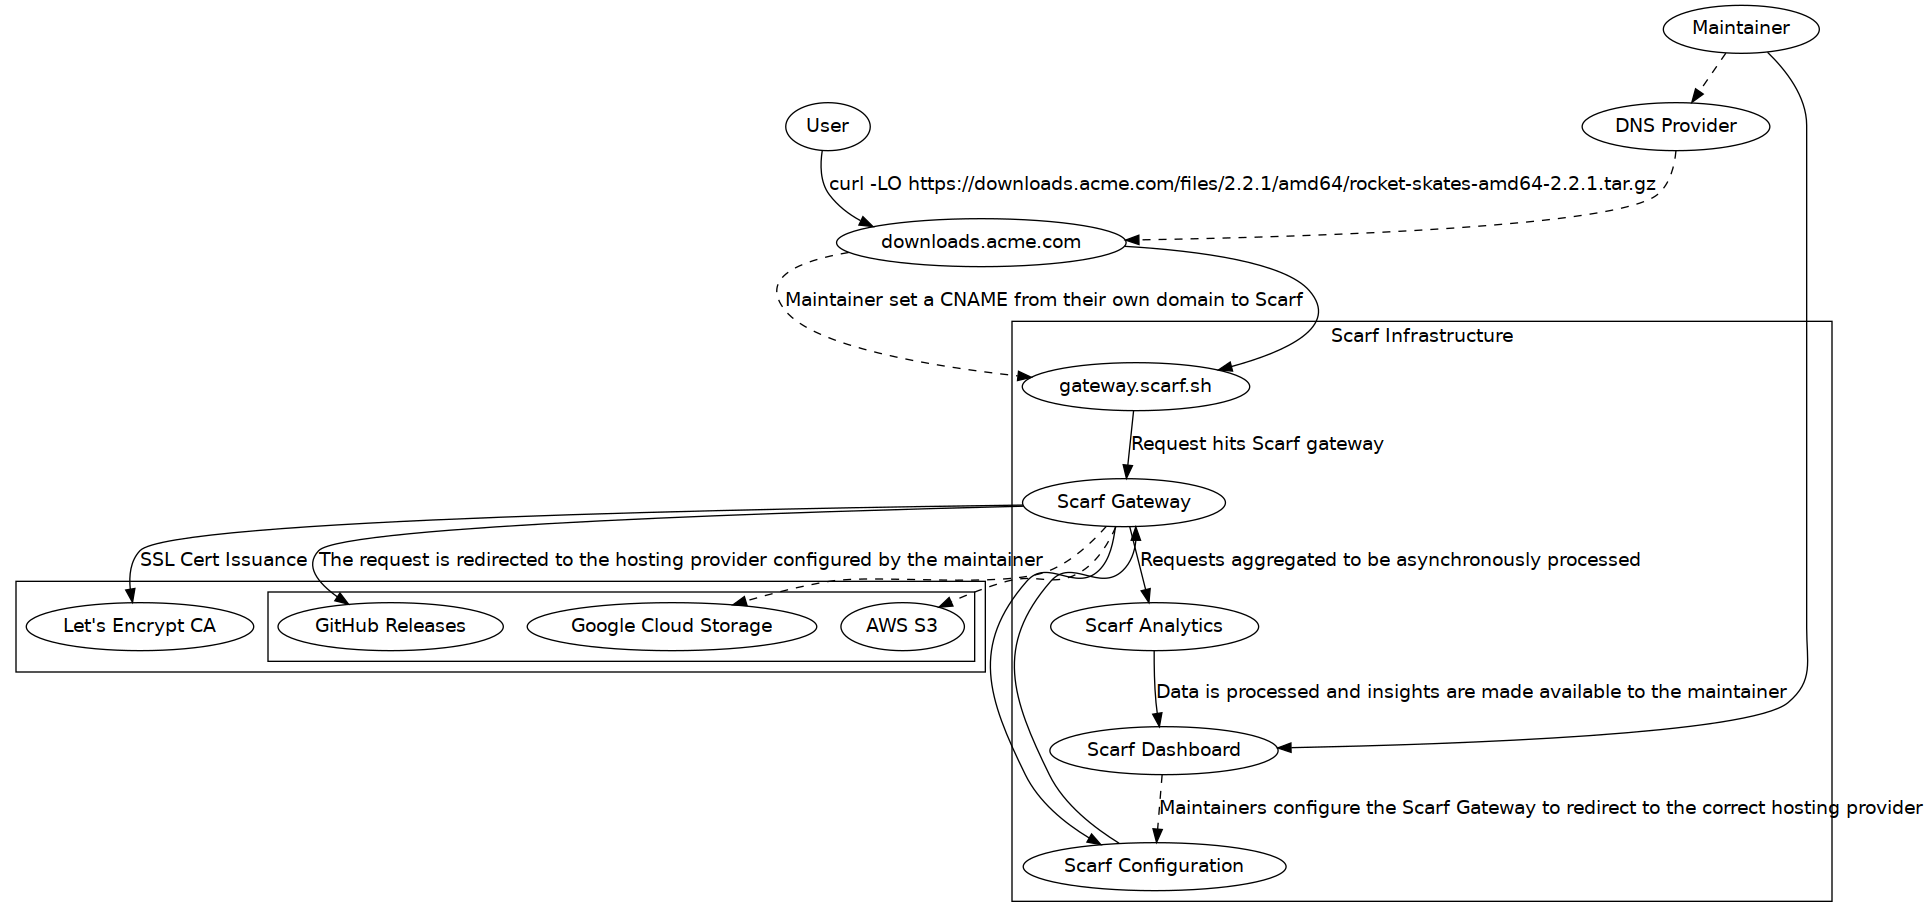 Maintainer
User
DNS Provider
curl -LO https://downloads.acme.com/files/2.2.1/amd64/rocket-skates-amd64-2.2.1.tar.gz
downloads.acme.com
Maintainer set a CNAME from their own domain to Scarf
Scarf Infrastructure
gateway.scarf.sh
Request hits Scarf gateway
Scarf Gateway
SSL Cert Issuance
The request is redirected to the hosting provider configured by the maintainer
Requests aggregated to be asynchronously processed
Let's Encrypt CA
GitHub Releases
Google Cloud Storage
AWS S3
Scarf Analytics
Data is processed and insights are made available to the maintainer
Scarf Dashboard
Maintainers configure the Scarf Gateway to redirect to the correct hosting provider
Scarf Configuration